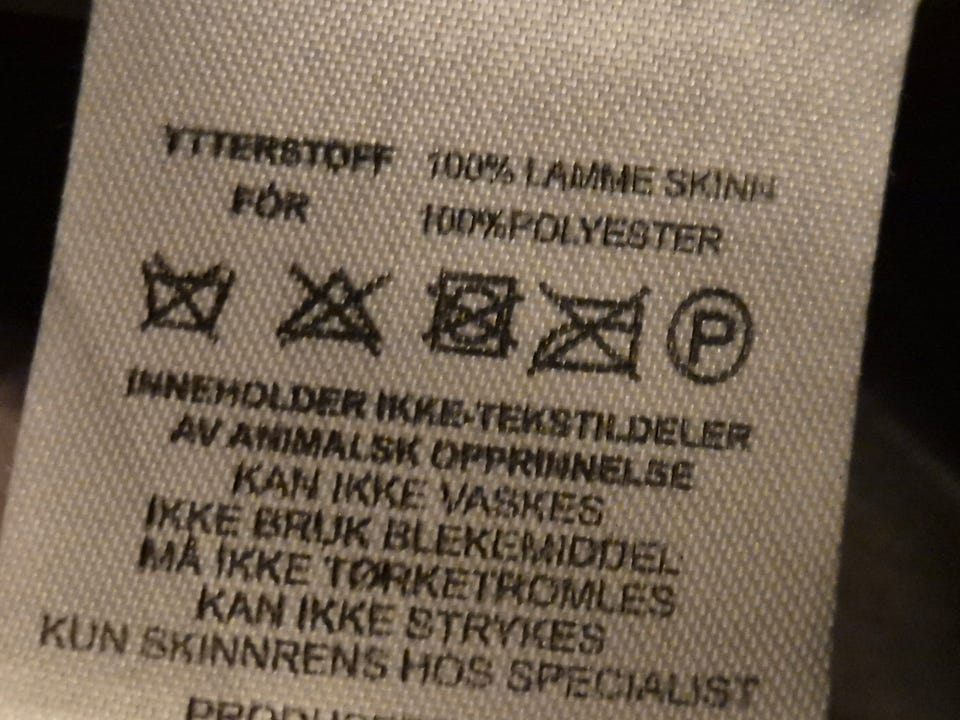 YTTERSTOFF 100% LAMME SKINN
FÓR 100%POLYESTER
P
INNEHOLDER IKKE-TEKSTILDELER
AV ANIMALSK OPPRINNELSE
KAN IKKE VASKES
IKKE BRUK BLEKEMIDDEL
MÅ IKKE TØRKETROMLES
KAN IKKE STRYKES
KUN SKINNRENS HOS SPECIALIST